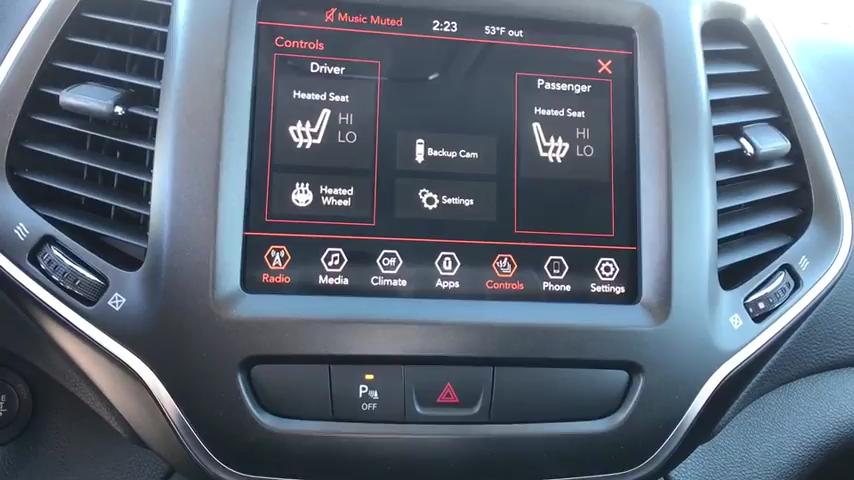 Music Muted
2:23
53°F out
Controls
Driver
Heated Seat
HI
LO
Heated
Wheel
Backup Cam
Settings
Passenger
Heated Seat
HI
LO
Radio
Media
Off
Climate
Apps
Controls
Phone
Settings
P
OFF